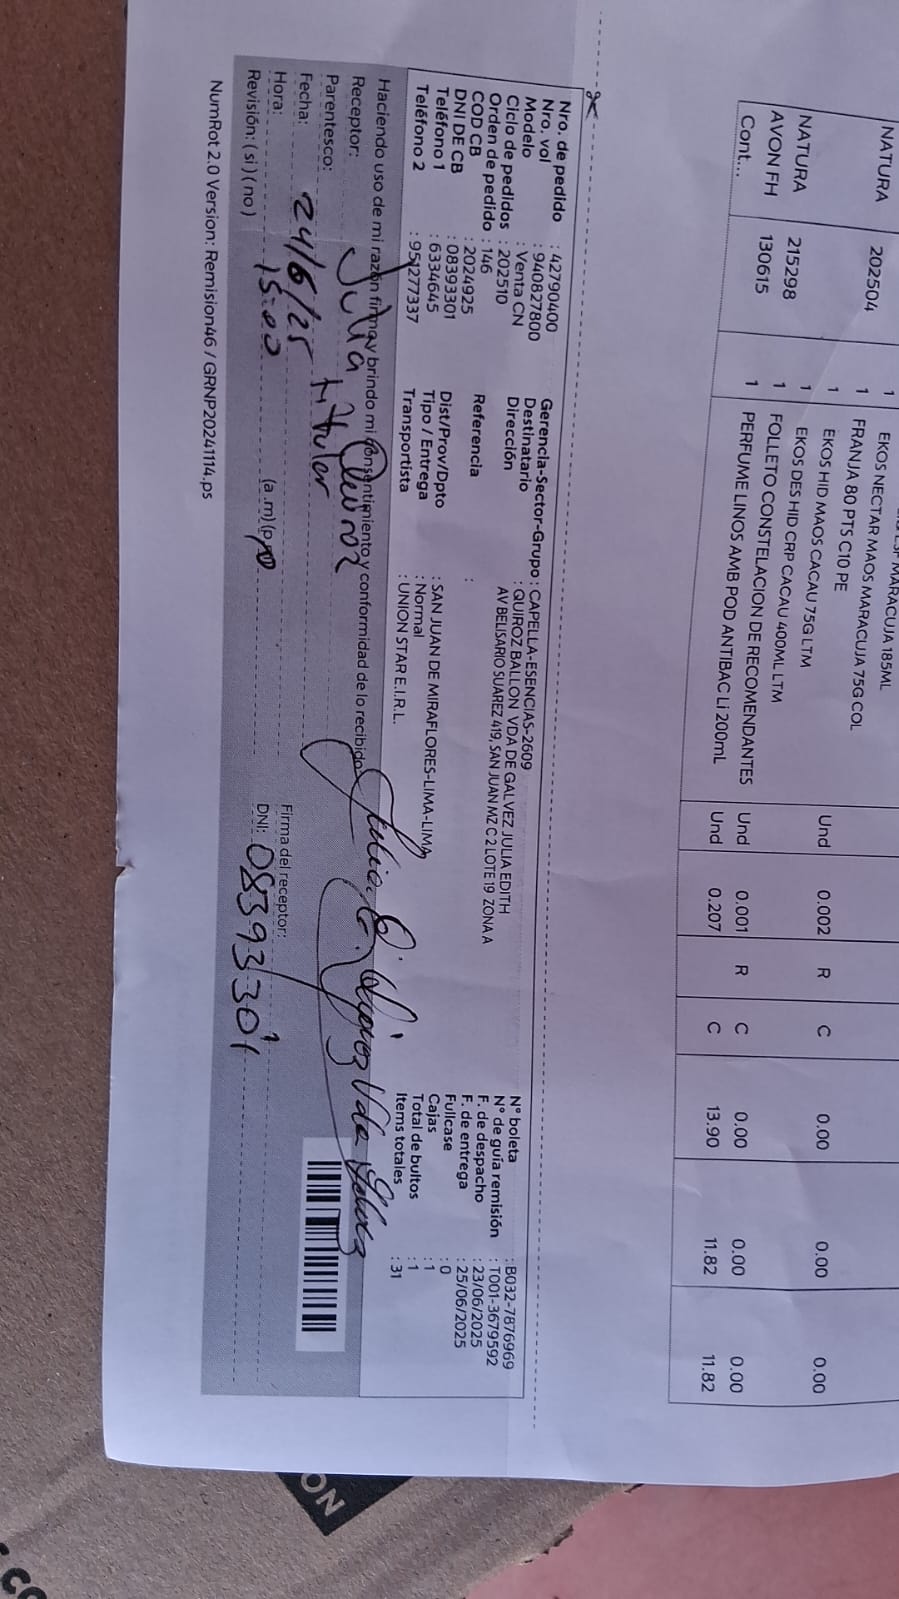 MARACUJA 185ML
1 EKOS NECTAR MAOS MARACUJA 75G COL
NATURA 202504 1 FRANJA 80 PTS C10 PE
1 EKOS HID MAOS CACAU 75G LTM
1 EKOS DES HID CRP CACAU 400ML LTM
NATURA 215298 1 FOLLETO CONSTELACION DE RECOMENDANTES
AVON FH 130615 1 PERFUME LINOS AMB POD ANTIBAC Li 200mL
Cont...
Und 0.002 R C 0.00 0.00 0.00
Und 0.001 R C 0.00 0.00 0.00
Und 0.207 C 13.90 11.82 11.82
Nro. de pedido : 42790400
Nro. vol : 940827800
Modelo : Venta CN
Ciclo de pedidos : 202510
Orden de pedido : 146
COD CB : 2024925
DNI DE CB : 08393301
Teléfono 1 : 6334645
Teléfono 2 : 951277337
Gerencia-Sector-Grupo : CAPELLA-ESENCIAS-2609
Destinatario : QUIROZ BALLON VDA DE GALVEZ JULIA EDITH
Dirección AV BELISARIO SUAREZ 419, SAN JUAN MZ C 2 LOTE 19 ZONA A
Referencia :
Dist/Prov/Dpto : SAN JUAN DE MIRAFLORES-LIMA-LIMA
Tipo / Entrega : Normal
Transportista : UNION STAR E.I.R.L.
N° boleta : B032-7876969
N° de guía remisión : T001-3679592
F. de despacho : 23/06/2025
F. de entrega : 25/06/2025
Fullcase : 0
Cajas : 1
Total de bultos : 1
Items totales : 31
Haciendo uso de mi razón firmo y brindo mi consentimiento y conformidad de lo recibido
Receptor: Julia Quiroz
Parentesco: titular
Fecha: 24/6/25
Hora: 15:00 (a .m) (p
Revisión: ( si ) ( no )
Firma del receptor:
DNI: 08393301
NumRot 2.0 Version: Remision46 / GRNP20241114.ps
ON